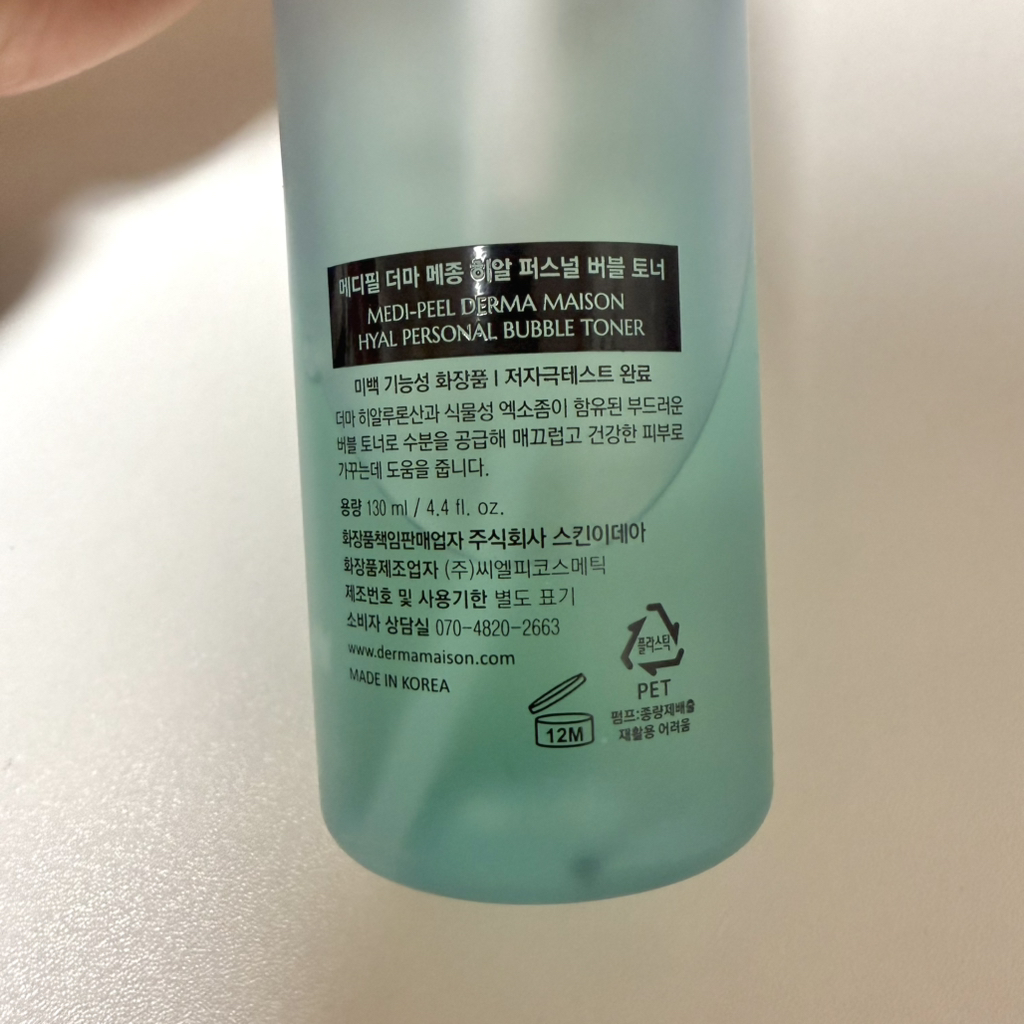 메디필 더마 메종 히알 퍼스널 버블 토너
MEDI-PEEL DERMA MAISON
HYAL PERSONAL BUBBLE TONER
미백 기능성 화장품 I 저자극테스트 완료
더마 히알루론산과 식물성 엑소좀이 함유된 부드러운
버블 토너로 수분을 공급해 매끄럽고 건강한 피부로
가꾸는데 도움을 줍니다.
용량 130 ml / 4.4 fl. oz.
화장품책임판매업자 주식회사 스킨이데아
화장품제조업자 (주)씨엘피코스메틱
제조번호 및 사용기한 별도 표기
소비자 상담실 070-4820-2663
www.dermamaison.com
MADE IN KOREA
12M
플라스틱
PET
펌프:중량제배출
재활용 어려움